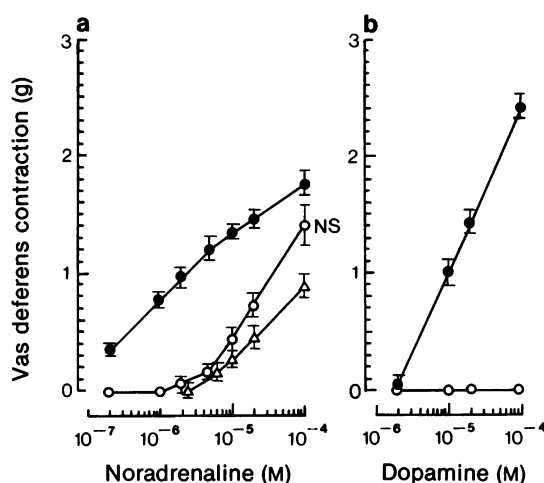 a
b
Vas deferens contraction (g)
3
2
1
0
3
2
1
0
NS
10⁻⁷ 10⁻⁶ 10⁻⁵ 10⁻⁴
10⁻⁶ 10⁻⁵ 10⁻⁴
Noradrenaline (M)
Dopamine (M)